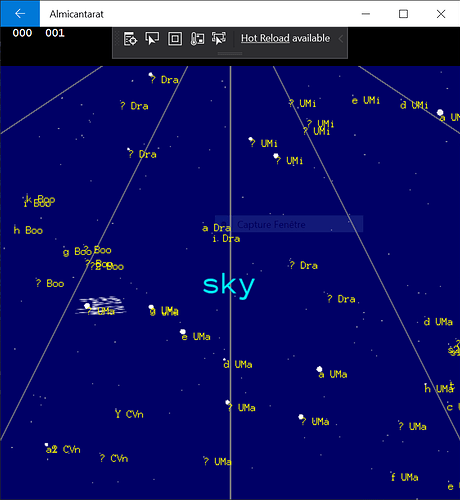 Almicantarat
000 001
Hot Reload available
? Dra
? Dra
? UMi
e UMi
d UMi
? UMi
? UMi
? Dra
? UMi
? UMi
k Boo
i Boo
h Boo
a Dra
i Dra
g Boo
? Boo
Capture Fenêtre
? Boo
? Boo
? Dra
? Boo
sky
? Dra
? UMa
? UMa
d UMa
e UMa
d UMa
a UMa
h UMa
? UMa
Y CVn
? UMa
? UMa
a2 CVn
? CVn
? UMa
f UMa